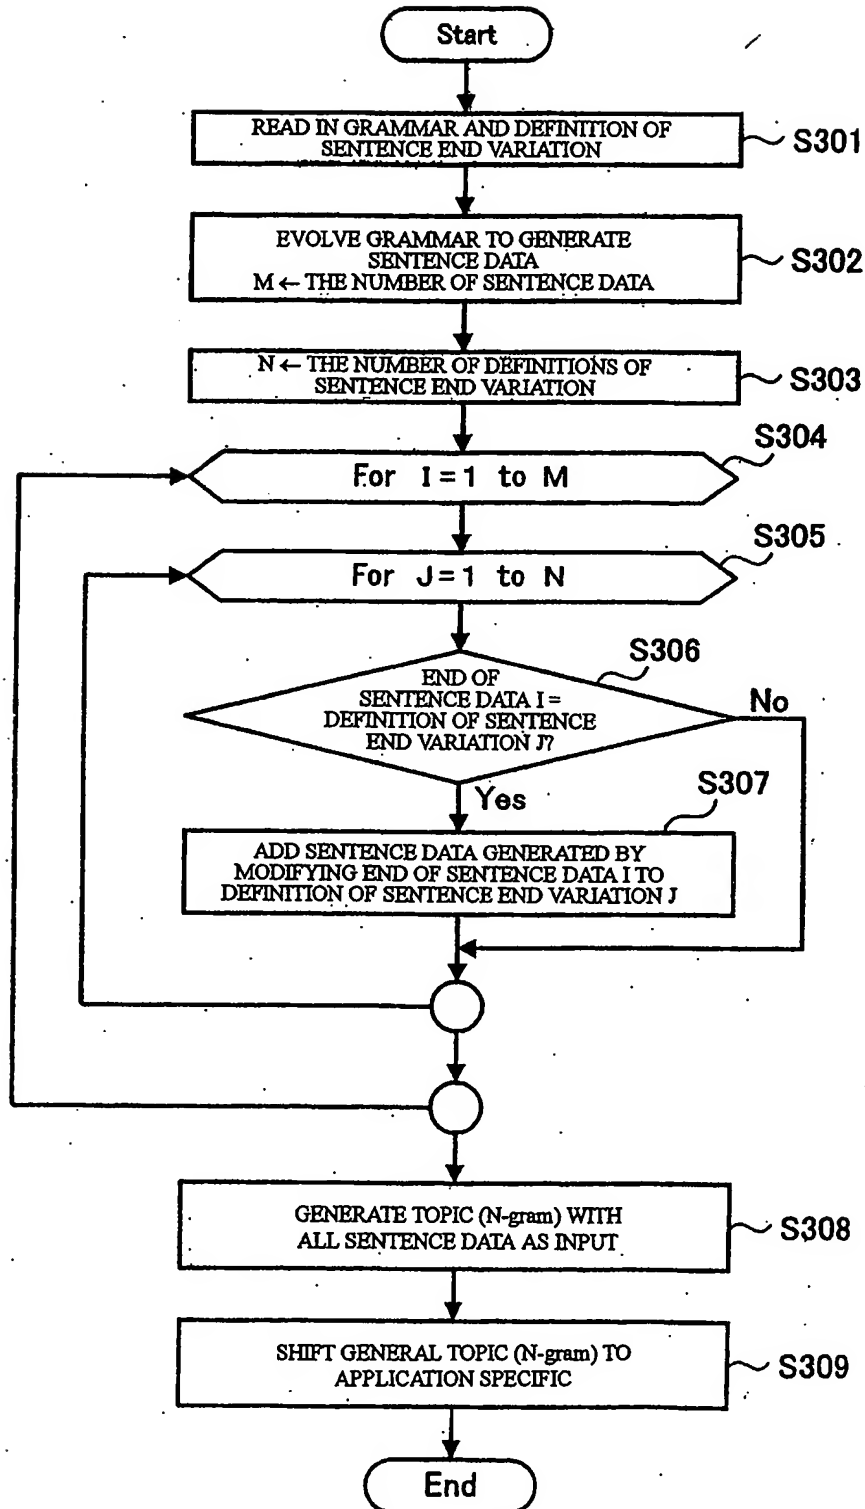 Start
READ IN GRAMMAR AND DEFINITION OF
SENTENCE END VARIATION
S301
EVOLVE GRAMMAR TO GENERATE
SENTENCE DATA
M ← THE NUMBER OF SENTENCE DATA
S302
N ← THE NUMBER OF DEFINITIONS OF
SENTENCE END VARIATION
S303
S304
For I=1 to M
S305
For J=1 to N
S306
END OF
SENTENCE DATA I =
DEFINITION OF SENTENCE
END VARIATION J?
No
Yes
S307
ADD SENTENCE DATA GENERATED BY
MODIFYING END OF SENTENCE DATA I TO
DEFINITION OF SENTENCE END VARIATION J
GENERATE TOPIC (N-gram) WITH
ALL SENTENCE DATA AS INPUT
S308
SHIFT GENERAL TOPIC (N-gram) TO
APPLICATION SPECIFIC
S309
End